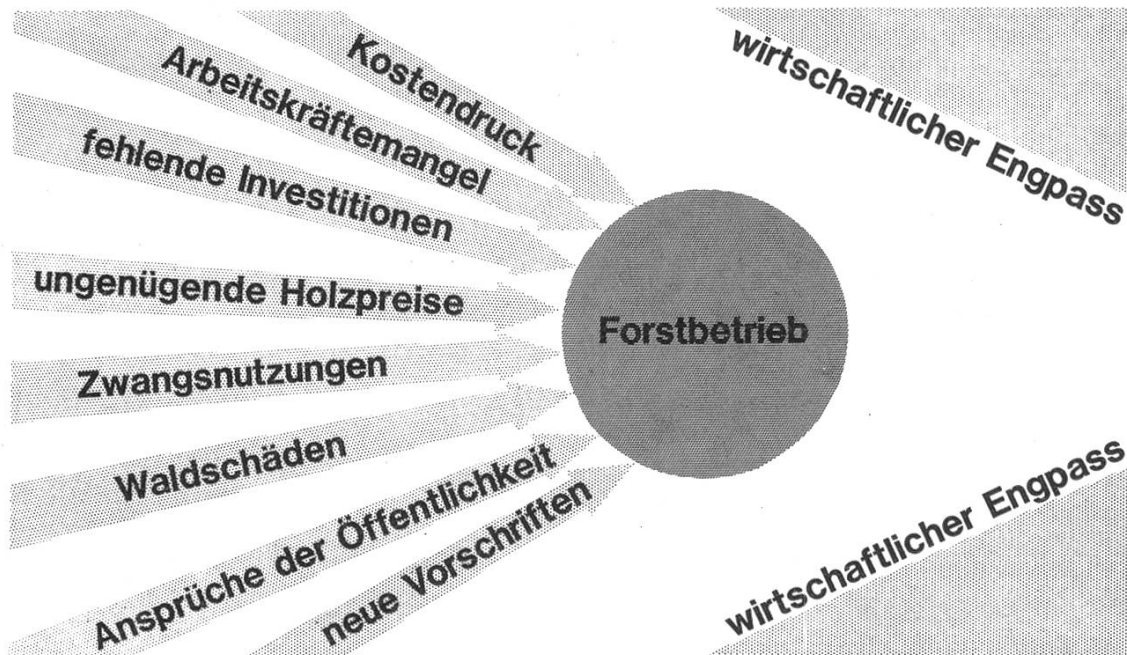 Kostendruck
Arbeitskräftemangel
fehlende Investitionen
ungenügende Holzpreise
Zwangsnutzungen
Waldschäden
Ansprüche der Öffentlichkeit
neue Vorschriften
Forstbetrieb
wirtschaftlicher Engpass
wirtschaftlicher Engpass